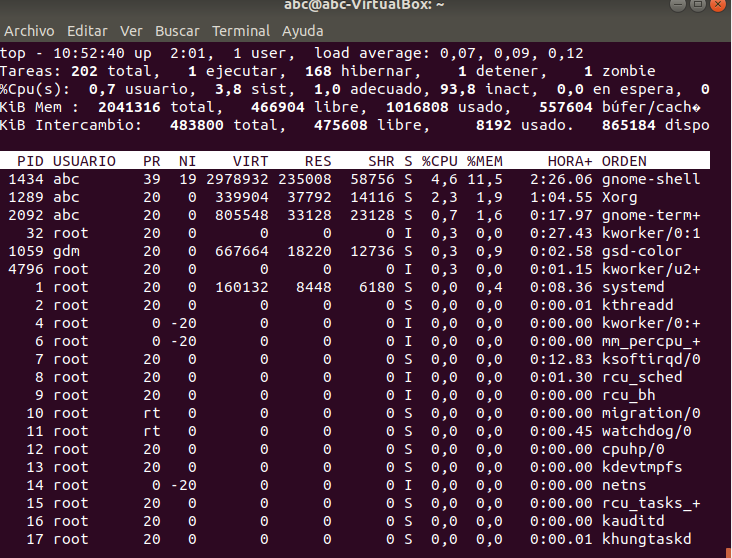 abc@abc-VirtualBox: ~
Archivo Editar Ver Buscar Terminal Ayuda
top - 10:52:40 up  2:01,  1 user,  load average: 0,07, 0,09, 0,12
Tareas: 202 total,   1 ejecutar, 168 hibernar,   1 detener,   1 zombie
%Cpu(s):  0,7 usuario,  3,8 sist,  1,0 adecuado, 93,8 inact,  0,0 en espera,  0
KiB Mem :  2041316 total,   466904 libre,  1016808 usado,   557604 búfer/cach�
KiB Intercambio:   483800 total,   475608 libre,     8192 usado.   865184 dispo
PID USUARIO   PR  NI    VIRT    RES    SHR S %CPU %MEM     HORA+ ORDEN
1434 abc       39  19 2978932 235008  58756 S  4,6 11,5   2:26.06 gnome-shell
1289 abc       20   0  339904  37792  14116 S  2,3  1,9   1:04.55 Xorg
2092 abc       20   0  805548  33128  23128 S  0,7  1,6   0:17.97 gnome-term+
32 root      20   0       0      0      0 I  0,3  0,0   0:27.43 kworker/0:1
1059 gdm       20   0  667664  18220  12736 S  0,3  0,9   0:02.58 gsd-color
4796 root      20   0       0      0      0 I  0,3  0,0   0:01.15 kworker/u2+
1 root      20   0  160132   8448   6180 S  0,0  0,4   0:08.36 systemd
2 root      20   0       0      0      0 S  0,0  0,0   0:00.01 kthreadd
4 root       0 -20       0      0      0 I  0,0  0,0   0:00.00 kworker/0:+
6 root       0 -20       0      0      0 I  0,0  0,0   0:00.00 mm_percpu_+
7 root      20   0       0      0      0 S  0,0  0,0   0:12.83 ksoftirqd/0
8 root      20   0       0      0      0 I  0,0  0,0   0:01.30 rcu_sched
9 root      20   0       0      0      0 I  0,0  0,0   0:00.00 rcu_bh
10 root      rt   0       0      0      0 S  0,0  0,0   0:00.00 migration/0
11 root      rt   0       0      0      0 S  0,0  0,0   0:00.45 watchdog/0
12 root      20   0       0      0      0 S  0,0  0,0   0:00.00 cpuhp/0
13 root      20   0       0      0      0 S  0,0  0,0   0:00.00 kdevtmpfs
14 root       0 -20       0      0      0 I  0,0  0,0   0:00.00 netns
15 root      20   0       0      0      0 S  0,0  0,0   0:00.00 rcu_tasks_+
16 root      20   0       0      0      0 S  0,0  0,0   0:00.00 kauditd
17 root      20   0       0      0      0 S  0,0  0,0   0:00.01 khungtaskd